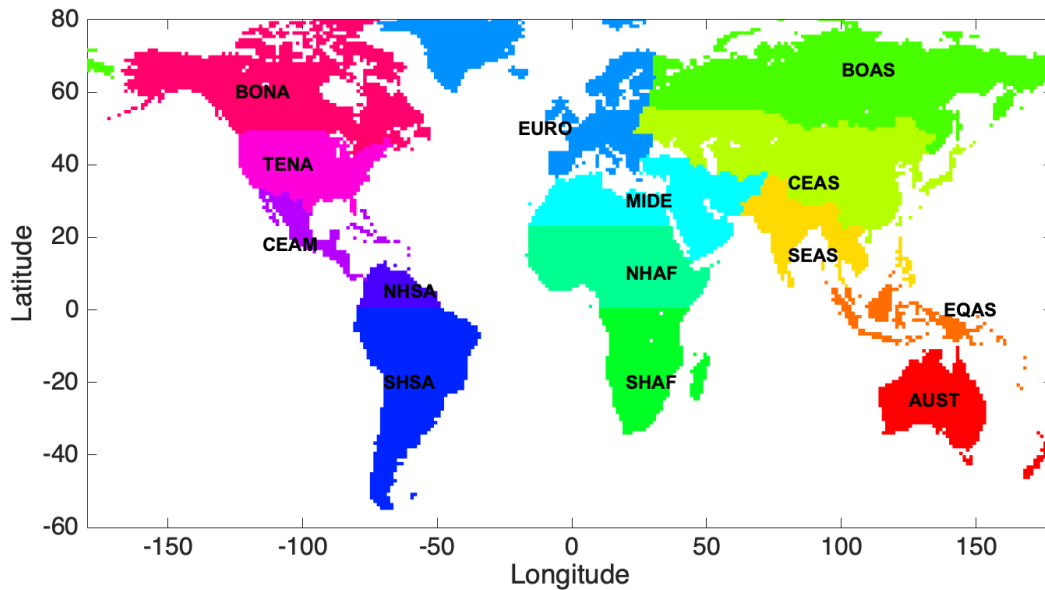 80
60
40
20
0
-20
-40
-60
Latitude
BONA
TENA
CEAM
NHSA
SHSA
EURO
MIDE
NHAF
SHAF
BOAS
CEAS
SEAS
EQAS
AUST
-150 -100 -50 0 50 100 150
Longitude